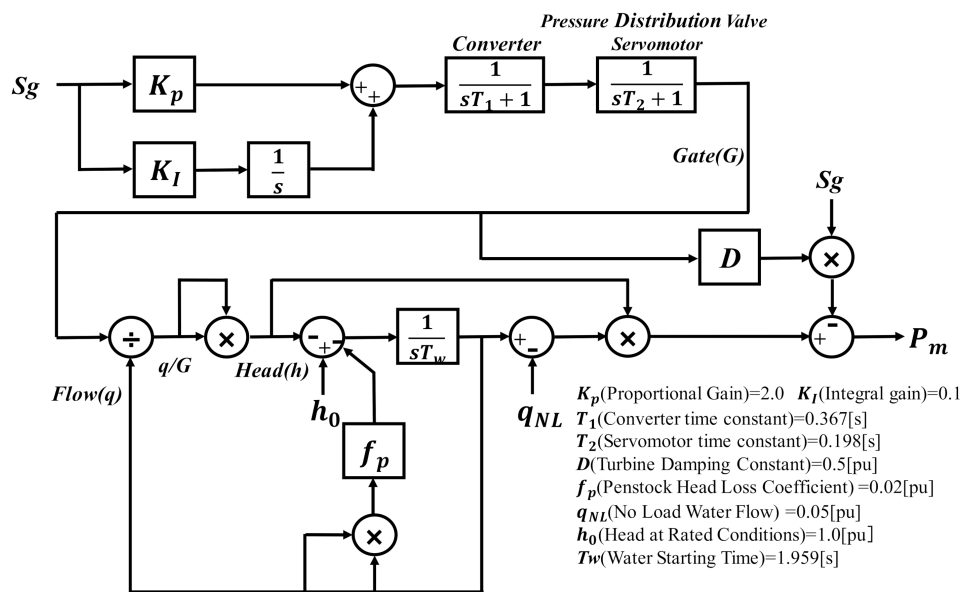 Pressure Distribution Valve
Converter
Servomotor
Sg
K_p
+
+
1
sT_1 + 1
1
sT_2 + 1
K_I
1
s
Gate(G)
Sg
D
×
÷
q/G
×
Head(h)
-
+
-
1
sT_w
+
-
×
+
-
P_m
Flow(q)
h_0
q_NL
f_p
×
K_p(Proportional Gain)=2.0 K_I(Integral gain)=0.1
T_1(Converter time constant)=0.367[s]
T_2(Servomotor time constant)=0.198[s]
D(Turbine Damping Constant)=0.5[pu]
f_p(Penstock Head Loss Coefficient) =0.02[pu]
q_NL(No Load Water Flow) =0.05[pu]
h_0(Head at Rated Conditions)=1.0[pu]
Tw(Water Starting Time)=1.959[s]